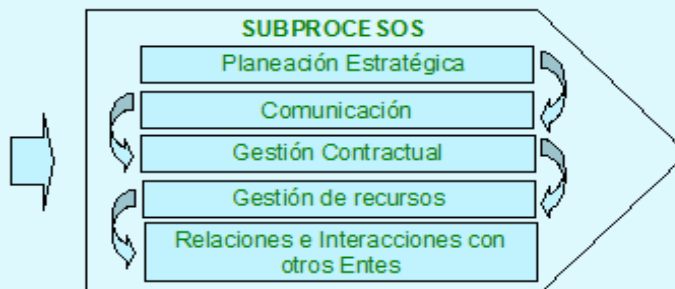 SUBPROCESOS
Planeación Estratégica
Comunicación
Gestión Contractual
Gestión de recursos
Relaciones e Interacciones con
otros Entes